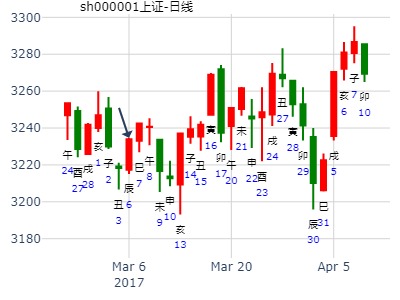 sh000001上证-日线
3300
3280
3260
3240
3220
3200
3180
午
24
酉
27
戌
28
亥
1
子
2
丑
3
辰
6
巳
7
午
8
未
9
申
10
亥
13
子
14
丑
15
寅
16
卯
17
午
20
未
21
申
22
酉
23
戌
24
丑
27
寅
28
卯
29
辰
30
巳
31
戌
5
亥
6
子
7
卯
10
Mar 6
2017
Mar 20
Apr 5